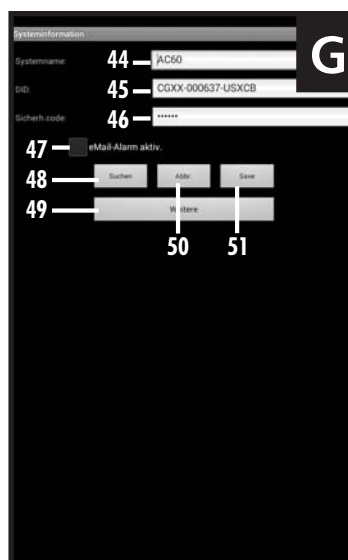 G
Systeminformation
Systemname: 44 AC60
DID: 45 CGXX-000637-USXCB
Sicherh.code: 46 ······
47 eMail-Alarm aktiv.
48 Suchen Abbr. Save
49 Weitere
50 51